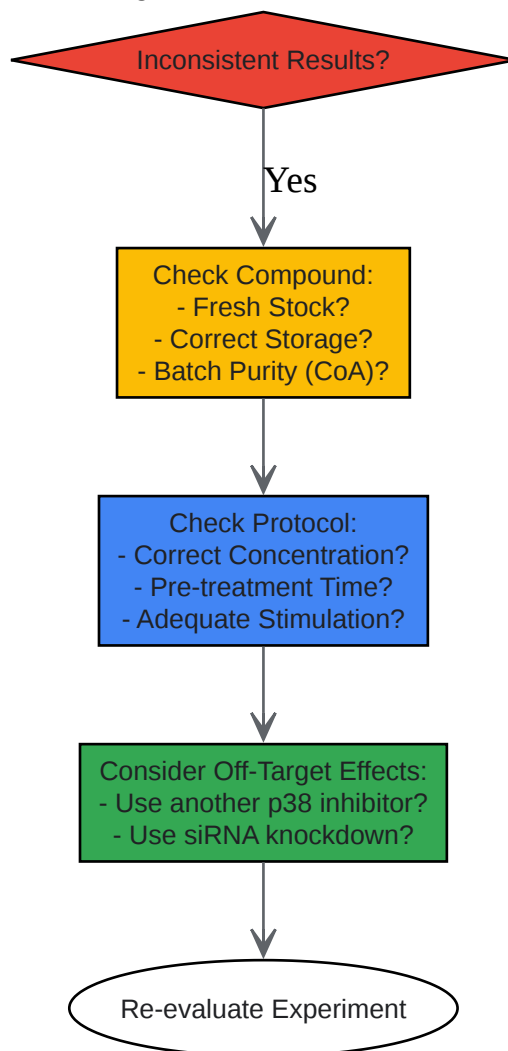 Inconsistent Results?
Yes
Check Compound:
- Fresh Stock?
- Correct Storage?
- Batch Purity (CoA)?
Check Protocol:
- Correct Concentration?
- Pre-treatment Time?
- Adequate Stimulation?
Consider Off-Target Effects:
- Use another p38 inhibitor?
- Use siRNA knockdown?
Re-evaluate Experiment